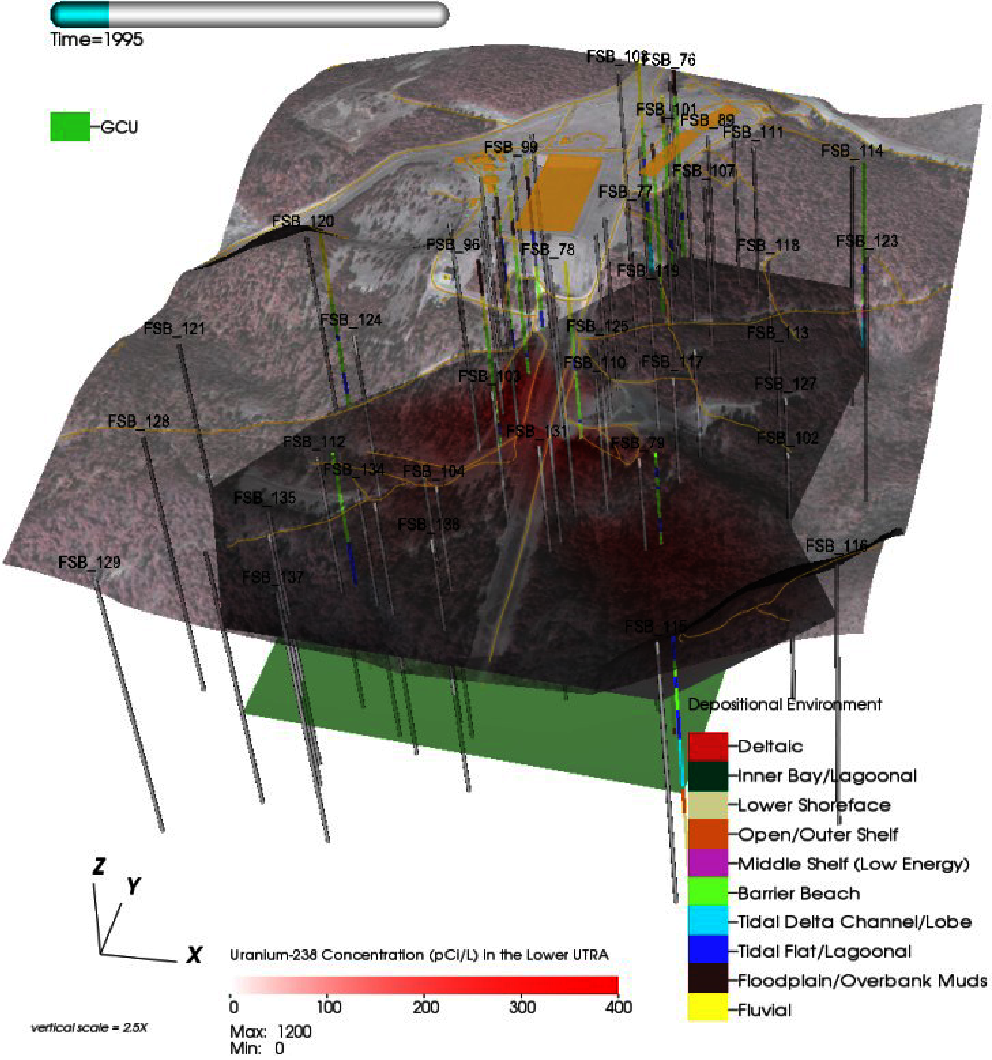 Time=1995
GCU
FSB_76
FSB_101
FSB_89
FSB_111
FSB_99
FSB_114
FSB_107
FSB_77
FSB_120
FSB_96
FSB_78
FSB_118
FSB_123
FSB_119
FSB_121
FSB_124
FSB_125
FSB_113
FSB_103
FSB_110
FSB_117
FSB_127
FSB_128
FSB_112
FSB_131
FSB_79
FSB_102
FSB_134
FSB_104
FSB_135
FSB_138
FSB_129
FSB_137
FSB_116
FSB_115
Depositional Environment
Deltaic
Inner Bay/Lagoonal
Lower Shoreface
Open/Outer Shelf
Middle Shelf (Low Energy)
Barrier Beach
Tidal Delta Channel/Lobe
Tidal Flat/Lagoonal
Floodplain/Overbank Muds
Fluvial
Z
Y
X
Uranium-238 Concentration (pCi/L) in the Lower UTRA
0 100 200 300 400
Max: 1200
Min: 0
vertical scale = 2.5X